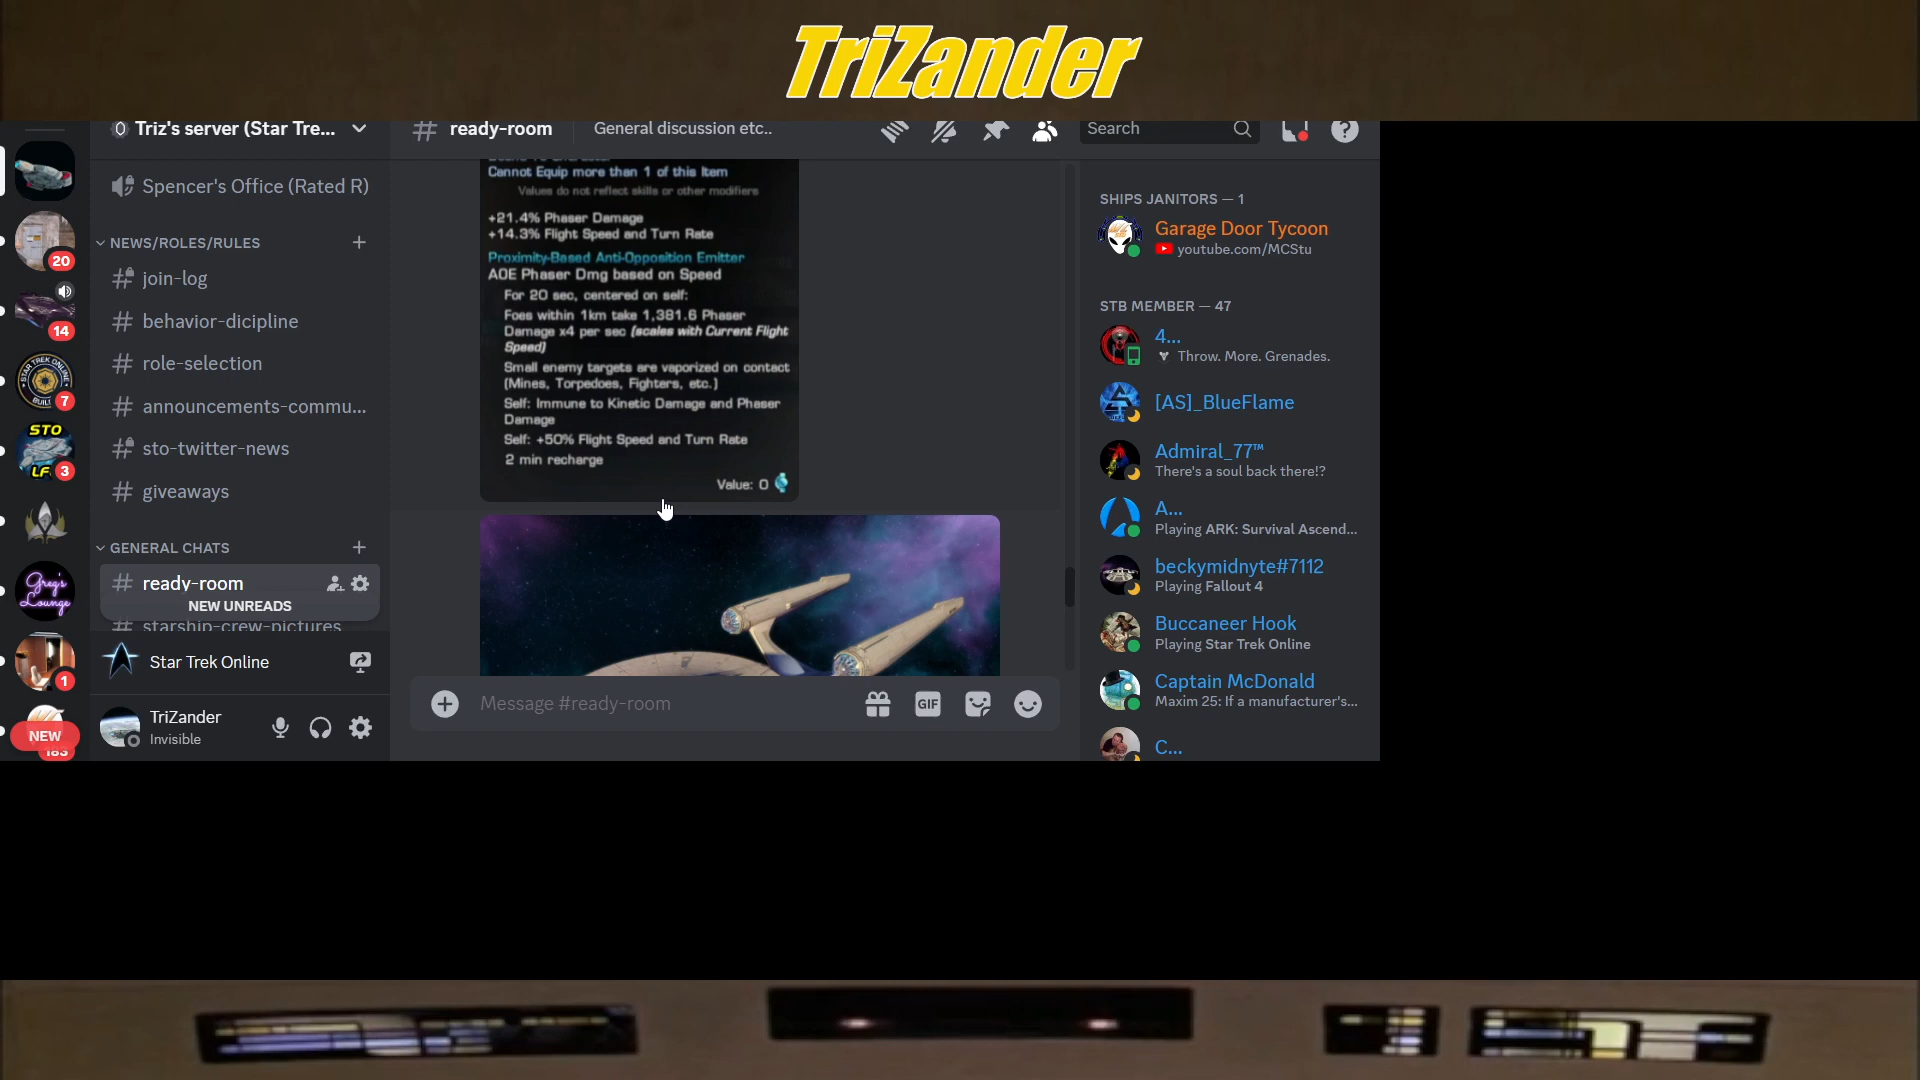 TriZander
Triz's server (Star Tre...
# ready-room
General discussion etc..
Search
Spencer's Office (Rated R)
NEWS/ROLES/RULES
join-log
behavior-dicipline
role-selection
announcements-commu...
sto-twitter-news
giveaways
GENERAL CHATS
ready-room
NEW UNREADS
starship-crew-pictures
Star Trek Online
TriZander
Invisible
20
14
STAR TREK ONLINE
7
STO
LF
3
Greg's
Lounge
1
NEW
183
Cannot Equip more than 1 of this Item
Values do not reflect skills or other modifiers
+21.4% Phaser Damage
+14.3% Flight Speed and Turn Rate
Proximity-Based Anti-Opposition Emitter
AOE Phaser Dmg based on Speed
For 20 sec, centered on self:
Foes within 1km take 1,381.6 Phaser
Damage x4 per sec (scales with Current Flight
Speed)
Small enemy targets are vaporized on contact
(Mines, Torpedoes, Fighters, etc.)
Self: Immune to Kinetic Damage and Phaser
Damage
Self: +50% Flight Speed and Turn Rate
2 min recharge
Value: 0
Message #ready-room
GIF
SHIPS JANITORS — 1
Garage Door Tycoon
youtube.com/MCStu
STB MEMBER — 47
4...
Throw. More. Grenades.
[AS]_BlueFlame
Admiral_77™
There's a soul back there!?
A...
Playing ARK: Survival Ascend...
beckymidnyte#7112
Playing Fallout 4
Buccaneer Hook
Playing Star Trek Online
Captain McDonald
Maxim 25: If a manufacturer's...
C...